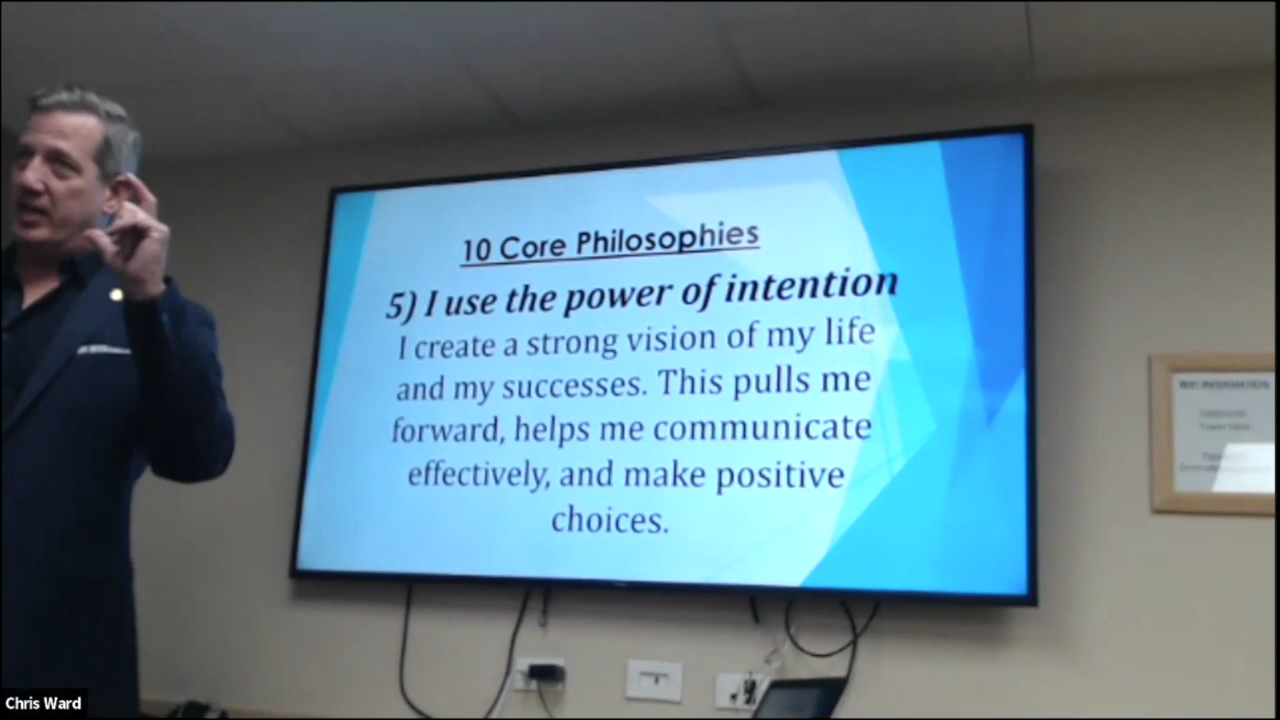 10 Core Philosophies
5) I use the power of intention
I create a strong vision of my life
and my successes. This pulls me
forward, helps me communicate
effectively, and make positive
choices.
Chris Ward